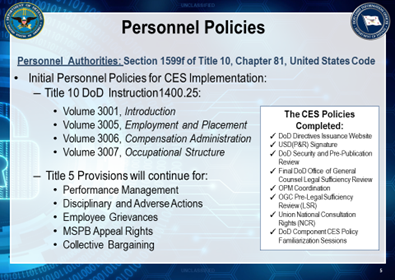 UNCLASSIFIED
Personnel Policies
Personnel Authorities: Section 1599f of Title 10, Chapter 81, United States Code
• Initial Personnel Policies for CES Implementation:
– Title 10 DoD Instruction1400.25:
• Volume 3001, Introduction
• Volume 3005, Employment and Placement
• Volume 3006, Compensation Administration
• Volume 3007, Occupational Structure
– Title 5 Provisions will continue for:
• Performance Management
• Disciplinary and Adverse Actions
• Employee Grievances
• MSPB Appeal Rights
• Collective Bargaining
The CES Policies
Completed:
✓ DoD Directives Issuance Website
✓ USD(P&R) Signature
✓ DoD Security and Pre-Publication
Review
✓ Final DoD Office of General
Counsel Legal Sufficiency Review
✓ OPM Coordination
✓ OGC Pre-Legal Sufficiency
Review (LSR)
✓ Union National Consultation
Rights (NCR)
✓ DoD Component CES Policy
Familiarization Sessions
UNCLASSIFIED
5